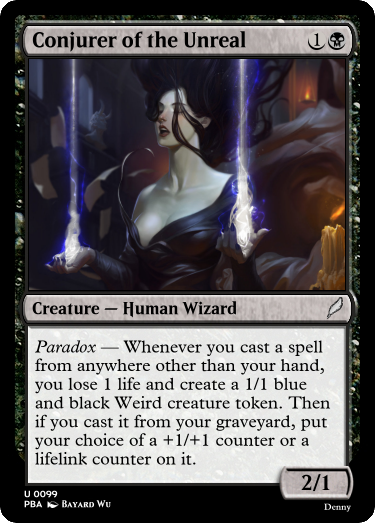 Conjurer of the Unreal 1
Creature — Human Wizard
Paradox — Whenever you cast a spell
from anywhere other than your hand,
you lose 1 life and create a 1/1 blue
and black Weird creature token. Then
if you cast it from your graveyard, put
your choice of a +1/+1 counter or a
lifelink counter on it.
2/1
U 0099
PBA Bayard Wu
Denny